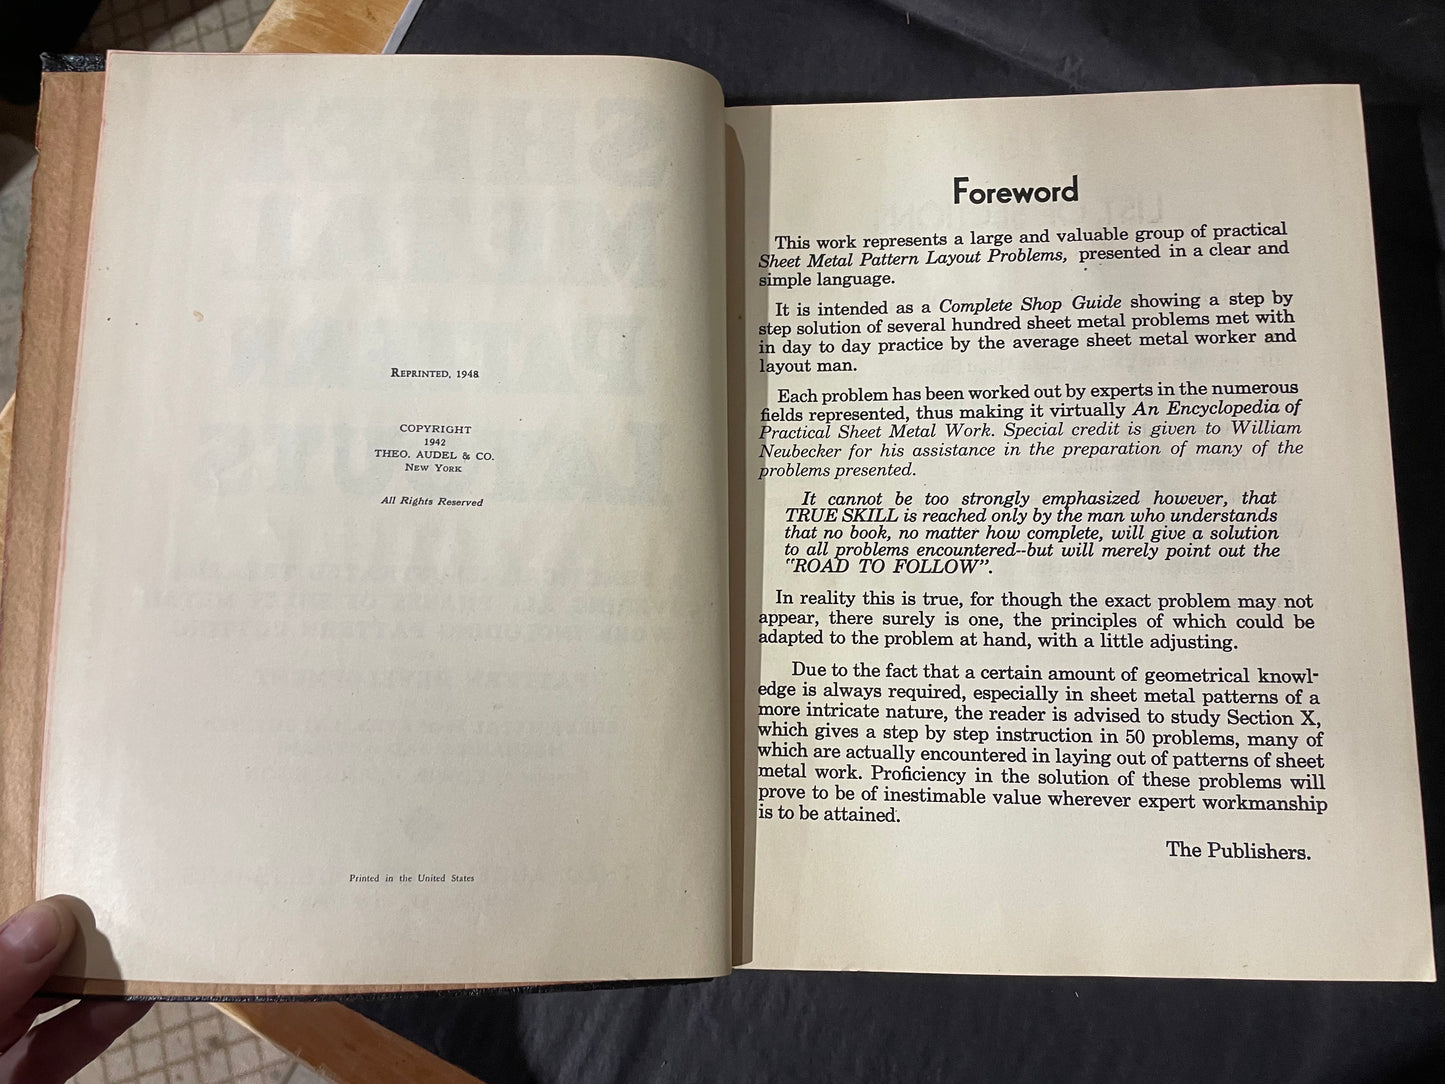 REPRINTED, 1948
COPYRIGHT
1942
THEO. AUDEL & CO.
NEW YORK
All Rights Reserved
Printed in the United States
Foreword
This work represents a large and valuable group of practical
Sheet Metal Pattern Layout Problems, presented in a clear and
simple language.
It is intended as a Complete Shop Guide showing a step by
step solution of several hundred sheet metal problems met with
in day to day practice by the average sheet metal worker and
layout man.
Each problem has been worked out by experts in the numerous
fields represented, thus making it virtually An Encyclopedia of
Practical Sheet Metal Work. Special credit is given to William
Neubecker for his assistance in the preparation of many of the
problems presented.
It cannot be too strongly emphasized however, that
TRUE SKILL is reached only by the man who understands
that no book, no matter how complete, will give a solution
to all problems encountered--but will merely point out the
"ROAD TO FOLLOW".
In reality this is true, for though the exact problem may not
appear, there surely is one, the principles of which could be
adapted to the problem at hand, with a little adjusting.
Due to the fact that a certain amount of geometrical knowl-
edge is always required, especially in sheet metal patterns of a
more intricate nature, the reader is advised to study Section X,
which gives a step by step instruction in 50 problems, many of
which are actually encountered in laying out of patterns of sheet
metal work. Proficiency in the solution of these problems will
prove to be of inestimable value wherever expert workmanship
is to be attained.
The Publishers.